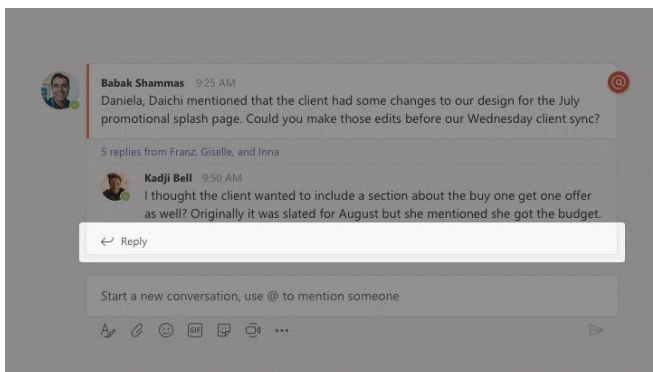 Babak Shammas 9:25 AM
Daniela, Daichi mentioned that the client had some changes to our design for the July
promotional splash page. Could you make those edits before our Wednesday client sync?
5 replies from Franz, Giselle, and Inna
Kadji Bell 9:50 AM
I thought the client wanted to include a section about the buy one get one offer
as well? Originally it was slated for August but she mentioned she got the budget.
Reply
Start a new conversation, use @ to mention someone
GIF